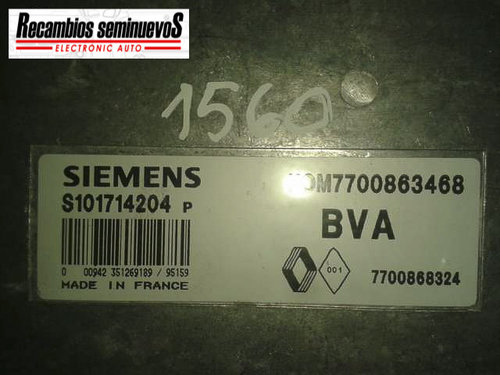 Recambios seminuevoS
ELECTRONIC AUTO
1560
SIEMENS
S101714204 P
0 00942 351269189 / 95159
MADE IN FRANCE
HOM7700863468
BVA
001
7700868324